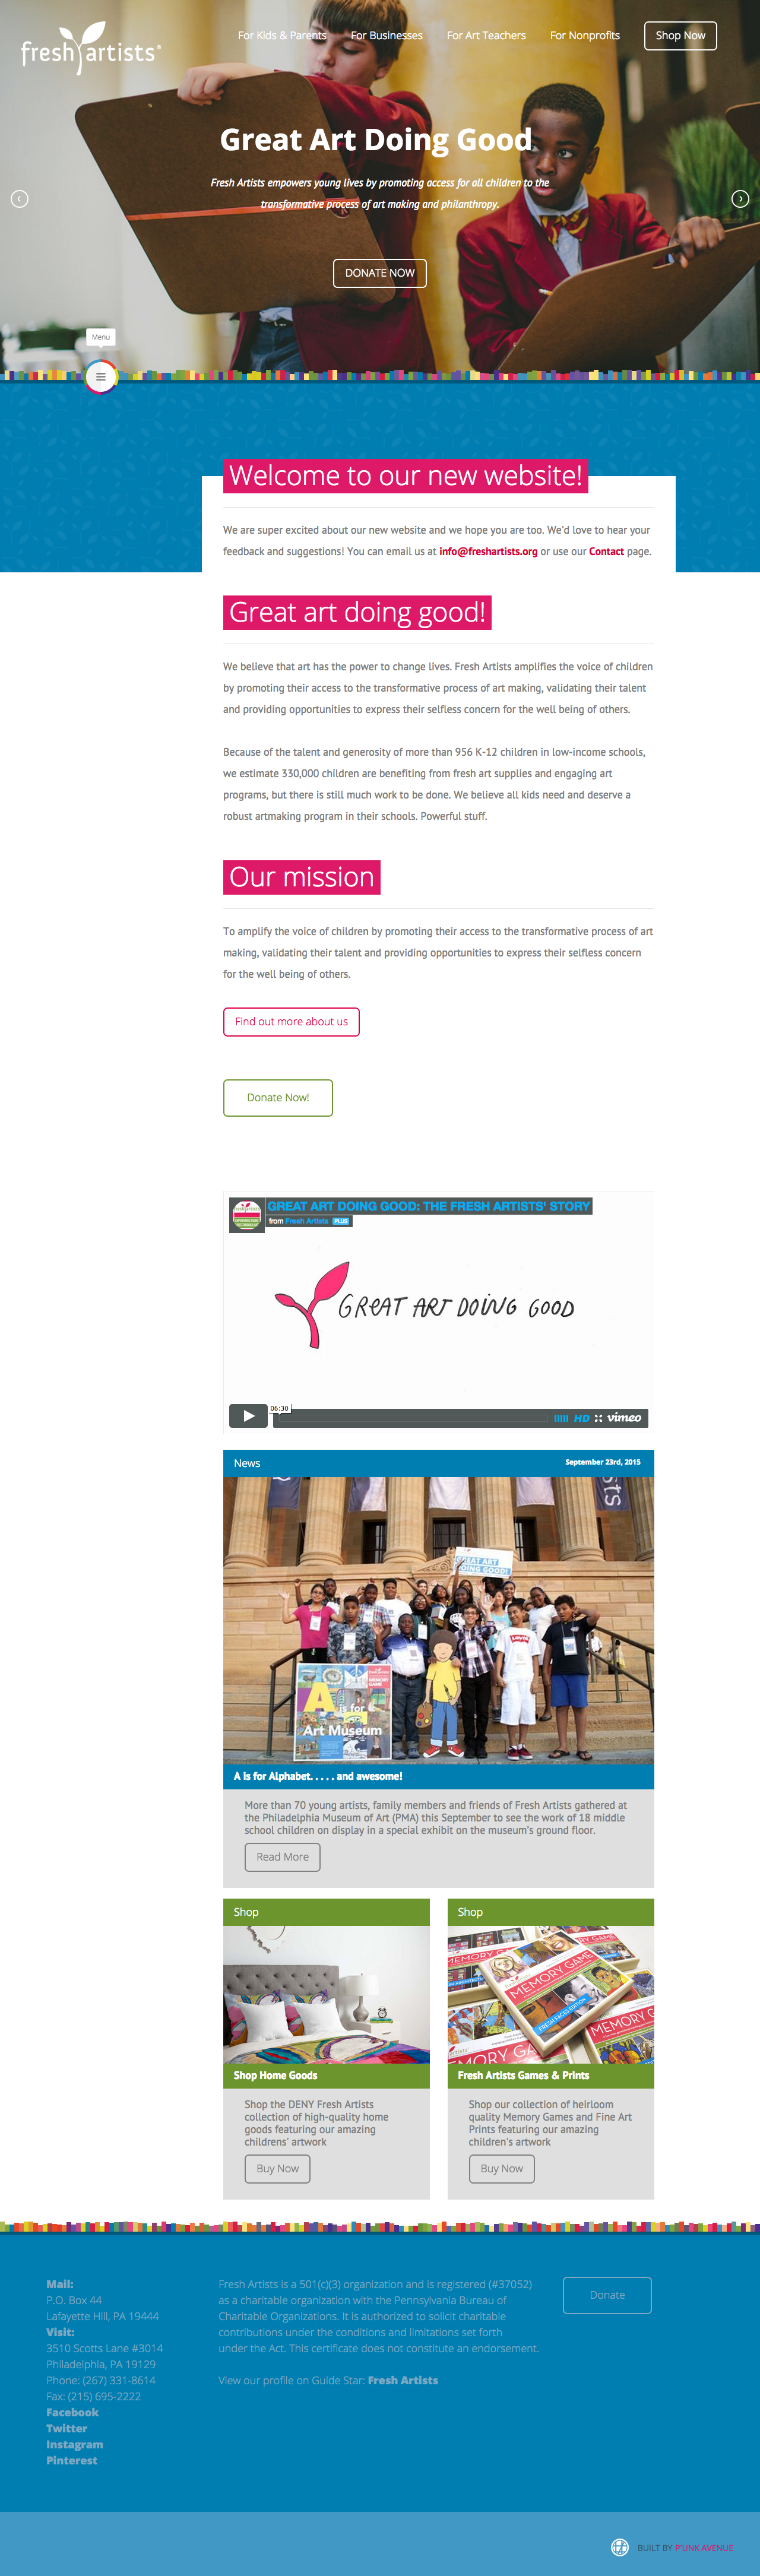 fresh artists®
For Kids & Parents
For Businesses
For Art Teachers
For Nonprofits
Shop Now
Great Art Doing Good
Fresh Artists empowers young lives by promoting access for all children to the
transformative process of art making and philanthropy.
DONATE NOW
Menu
Welcome to our new website!
We are super excited about our new website and we hope you are too. We'd love to hear your
feedback and suggestions! You can email us at info@freshartists.org or use our Contact page.
Great art doing good!
We believe that art has the power to change lives. Fresh Artists amplifies the voice of children
by promoting their access to the transformative process of art making, validating their talent
and providing opportunities to express their selfless concern for the well being of others.
Because of the talent and generosity of more than 956 K-12 children in low-income schools,
we estimate 330,000 children are benefiting from fresh art supplies and engaging art
programs, but there is still much work to be done. We believe all kids need and deserve a
robust artmaking program in their schools. Powerful stuff.
Our mission
To amplify the voice of children by promoting their access to the transformative process of art
making, validating their talent and providing opportunities to express their selfless concern
for the well being of others.
Find out more about us
Donate Now!
GREAT ART DOING GOOD: THE FRESH ARTISTS' STORY
from Fresh Artists PLUS
GREAT ART DOING GOOD
06:30
HD
vimeo
News
September 23rd, 2015
sts
GREAT ART
DOING GOOD!
MEMORY
GAME
A is for
Art Museum
A is for Alphabet. . . . . and awesome!
More than 70 young artists, family members and friends of Fresh Artists gathered at
the Philadelphia Museum of Art (PMA) this September to see the work of 18 middle
school children on display in a special exhibit on the museum's ground floor.
Read More
Shop
Shop Home Goods
Shop the DENY Fresh Artists
collection of high-quality home
goods featuring our amazing
childrens' artwork
Buy Now
Shop
MEMORY GAME
MEMORY GAME
FRESH FACES EDITION
MEMORY G
MORY GA
Fresh Artists Games & Prints
Shop our collection of heirloom
quality Memory Games and Fine Art
Prints featuring our amazing
children's artwork
Buy Now
Mail:
P.O. Box 44
Lafayette Hill, PA 19444
Visit:
3510 Scotts Lane #3014
Philadelphia, PA 19129
Phone: (267) 331-8614
Fax: (215) 695-2222
Facebook
Twitter
Instagram
Pinterest
Fresh Artists is a 501(c)(3) organization and is registered (#37052)
as a charitable organization with the Pennsylvania Bureau of
Charitable Organizations. It is authorized to solicit charitable
contributions under the conditions and limitations set forth
under the Act. This certificate does not constitute an endorsement.
View our profile on Guide Star: Fresh Artists
Donate
BUILT BY P'UNK AVENUE